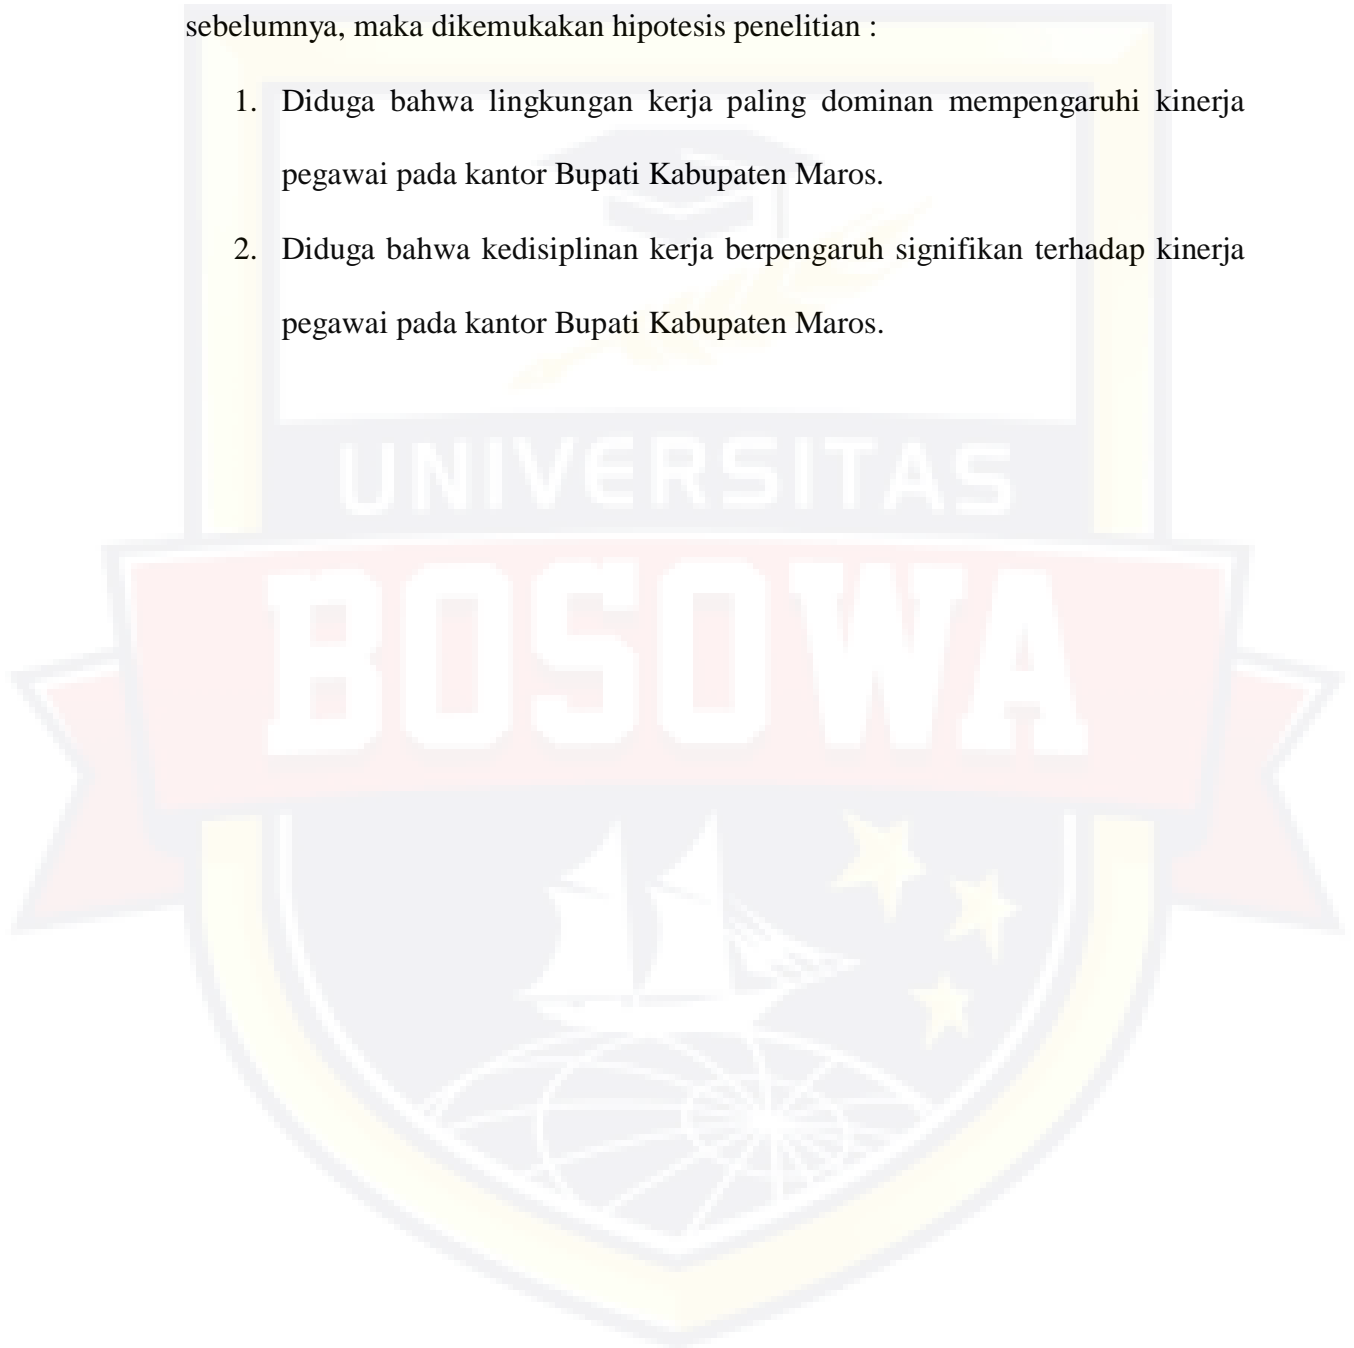 sebelumnya, maka dikemukakan hipotesis penelitian :
1. Diduga bahwa lingkungan kerja paling dominan mempengaruhi kinerja
pegawai pada kantor Bupati Kabupaten Maros.
2. Diduga bahwa kedisiplinan kerja berpengaruh signifikan terhadap kinerja
pegawai pada kantor Bupati Kabupaten Maros.
UNIVERSITAS
BOSOWA